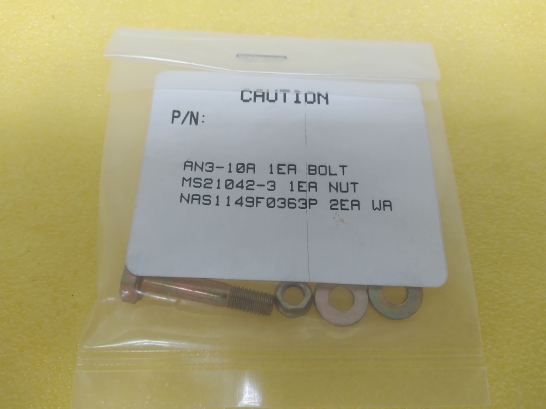 CAUTION
P/N:
AN3-10A 1EA BOLT
MS21042-3 1EA NUT
NAS1149F0363P 2EA WA